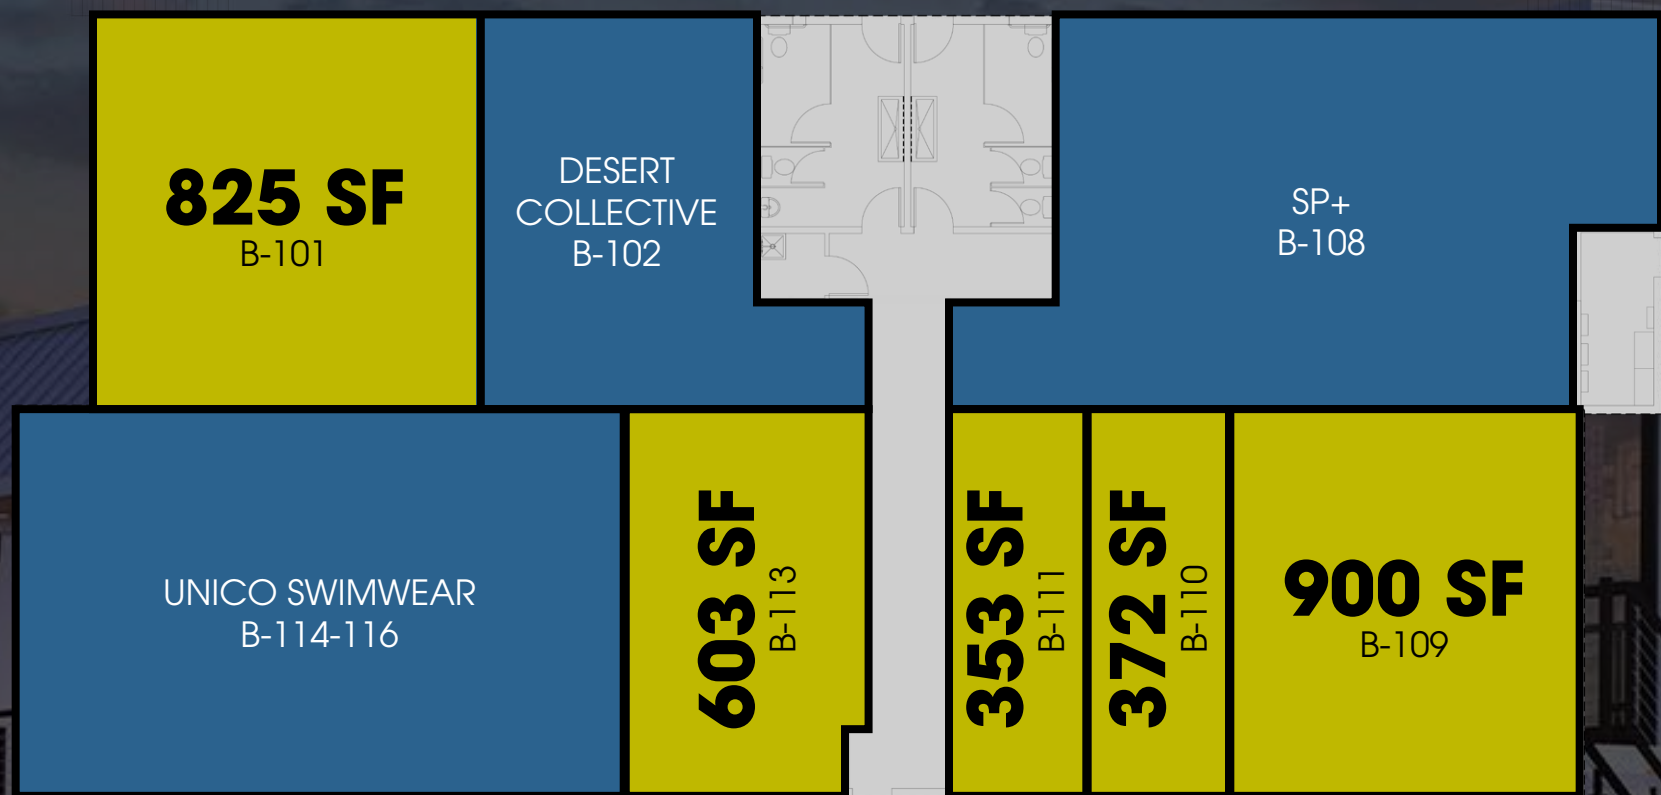 825 SF
B-101
DESERT
COLLECTIVE
B-102
SP+
B-108
UNICO SWIMWEAR
B-114-116
603 SF
B-113
353 SF
B-111
372 SF
B-110
900 SF
B-109